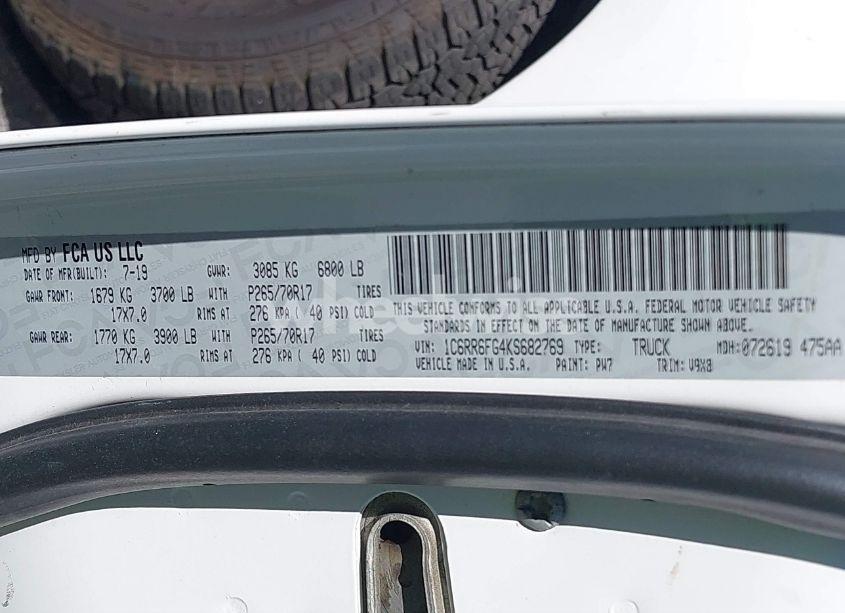 MFD BY FCA US LLC
DATE OF MFR(BUILT): 7-19 GVWR: 3085 KG 6800 LB
GAWR FRONT: 1679 KG 3700 LB WITH P265/70R17 TIRES
17X7.0 RIMS AT 276 KPA ( 40 PSI) COLD
GAWR REAR: 1770 KG 3900 LB WITH P265/70R17 TIRES
17X7.0 RIMS AT 276 KPA ( 40 PSI) COLD
THIS VEHICLE CONFORMS TO ALL APPLICABLE U.S.A. FEDERAL MOTOR VEHICLE SAFETY
STANDARDS IN EFFECT ON THE DATE OF MANUFACTURE SHOWN ABOVE.
VIN: 1C6RR6FG4KS682769 TYPE: TRUCK MDH: 072619 475AA
VEHICLE MADE IN U.S.A. PAINT: PW7 TRIM: V9X8